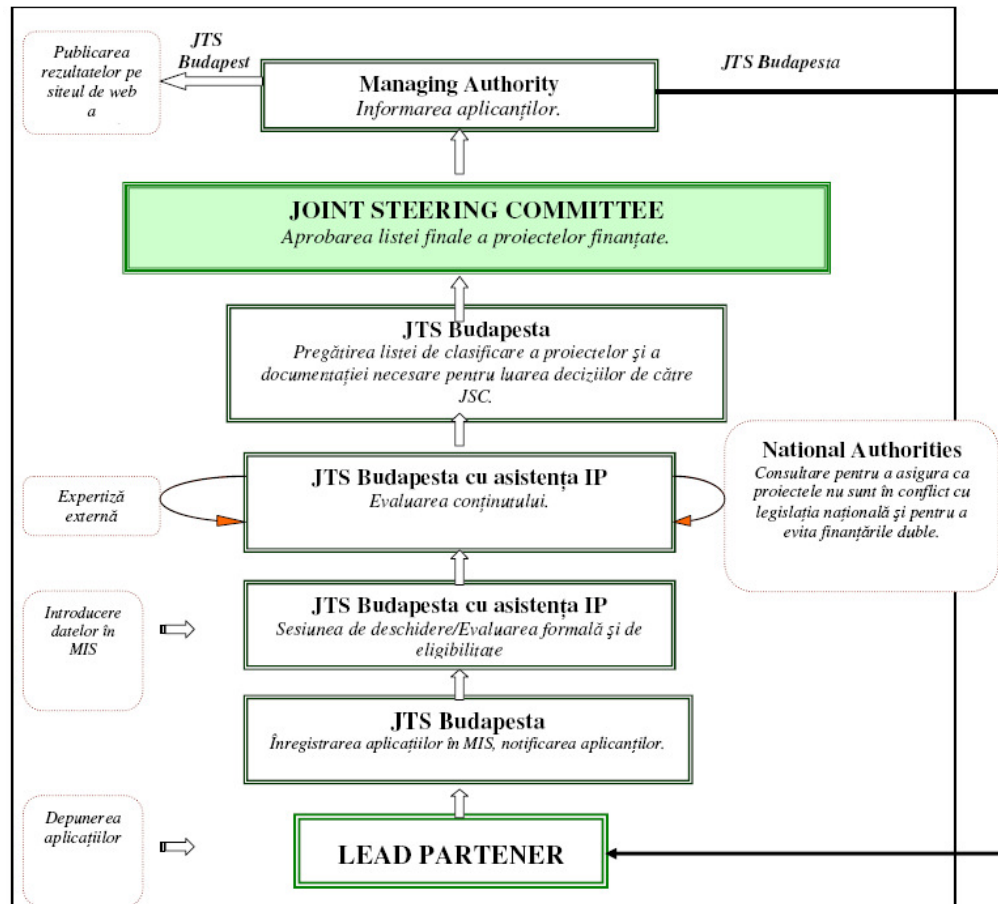 Publicarea
rezultatelor pe
siteul de web
a
JTS
Budapest
Managing Authority
Informarea aplicanților.
JTS Budapesta
JOINT STEERING COMMITTEE
Aprobarea listei finale a proiectelor finanțate.
JTS Budapesta
Pregătirea listei de clasificare a proiectelor și a
documentației necesare pentru luarea deciziilor de către
JSC.
Expertiză
externă
JTS Budapesta cu asistența IP
Evaluarea conținutului.
National Authorities
Consultare pentru a asigura ca
proiectele nu sunt în conflict cu
legislația națională și pentru a
evita finanțările duble.
Introducere
datelor în
MIS
JTS Budapesta cu asistența IP
Sesiunea de deschidere/Evaluarea formală și de
eligibilitate
JTS Budapesta
Înregistrarea aplicațiilor în MIS, notificarea aplicanților.
Depunerea
aplicațiilor
LEAD PARTENER